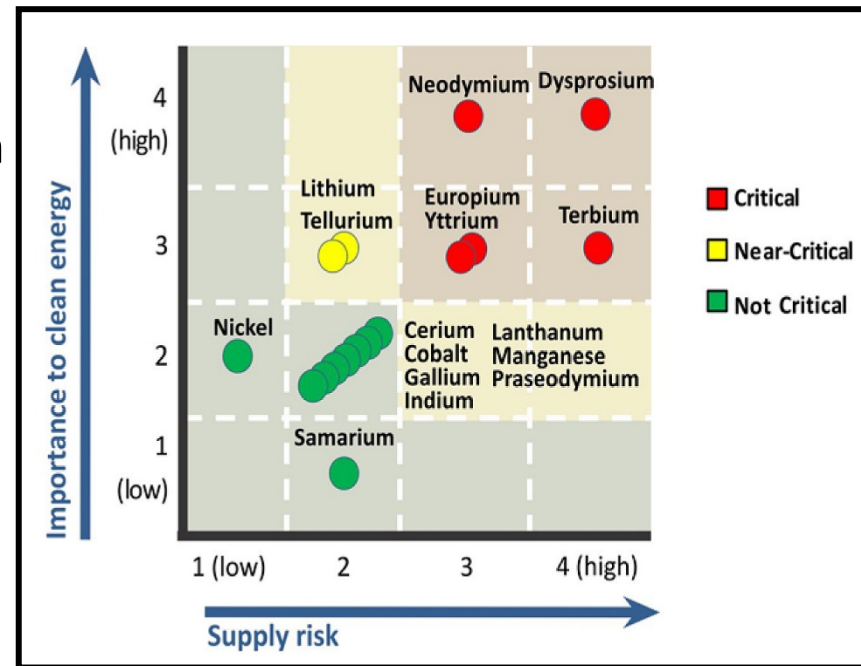 n
Importance to clean energy
4
(high)
3
2
1
(low)
Neodymium
Dysprosium
Lithium
Tellurium
Europium
Yttrium
Terbium
Nickel
Cerium
Cobalt
Gallium
Indium
Lanthanum
Manganese
Praseodymium
Samarium
1 (low)
2
3
4 (high)
Supply risk
Critical
Near-Critical
Not Critical